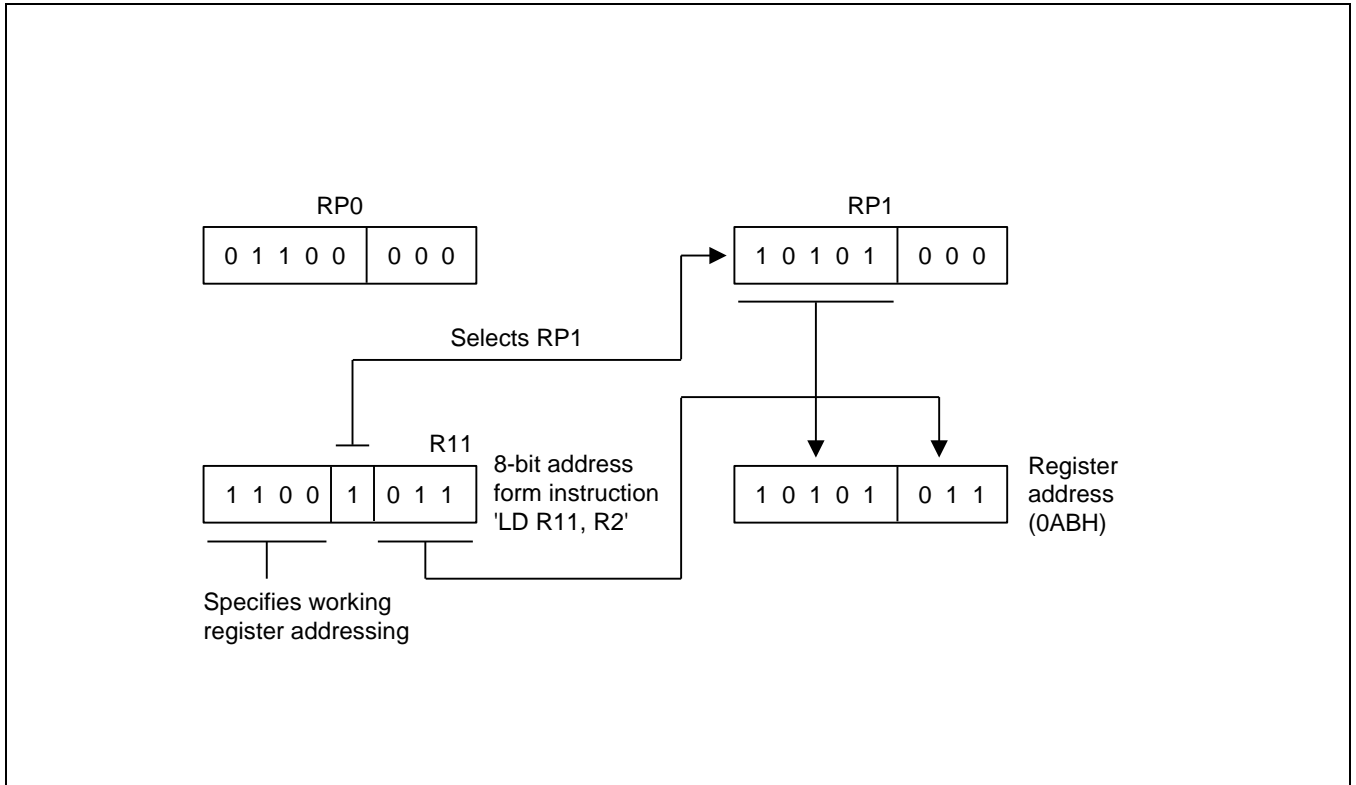 RP0
0 1 1 0 0 0 0 0
RP1
1 0 1 0 1 0 0 0
Selects RP1
R11
1 1 0 0 1 0 1 1
8-bit address
form instruction
'LD R11, R2'
1 0 1 0 1 0 1 1
Register
address
(0ABH)
Specifies working
register addressing